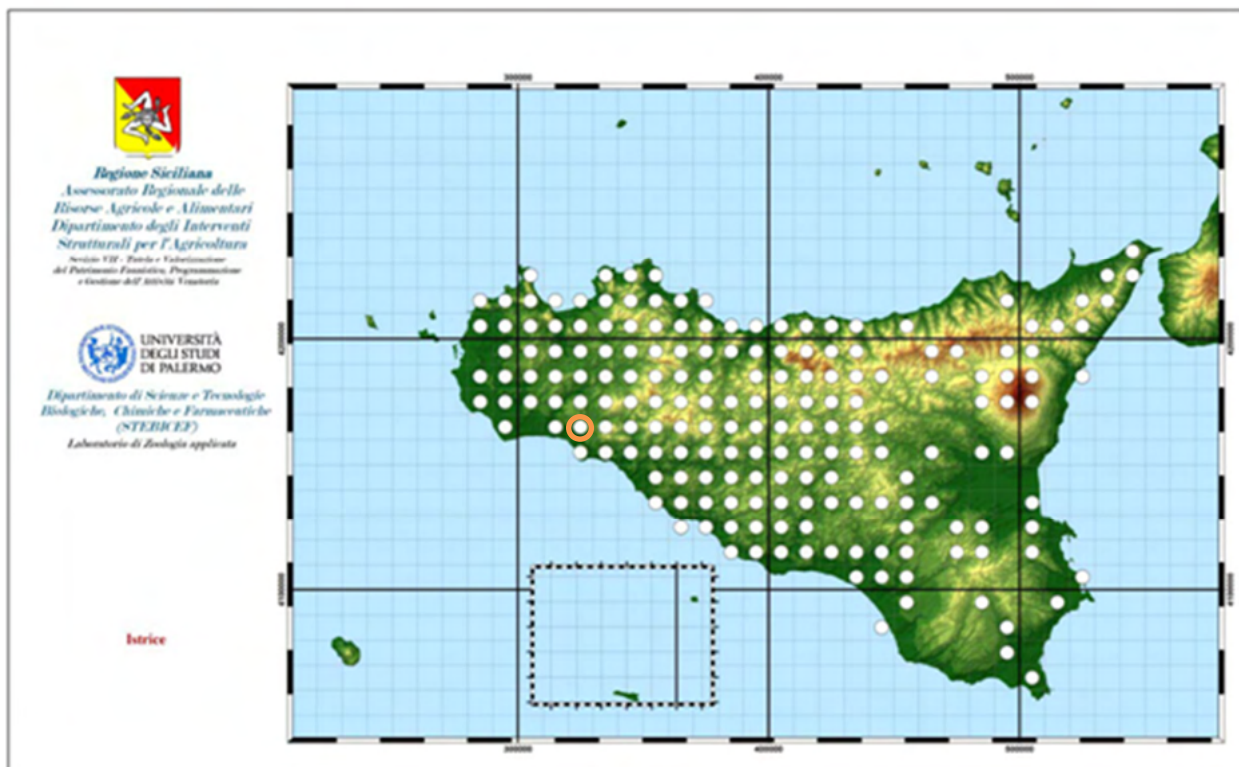 300000 400000 500000
Regione Siciliana
Assessorato Regionale delle
Risorse Agricole e Alimentari
Dipartimento degli Interventi
Strutturali per l'Agricoltura
Servizio VII - Tutela e Valorizzazione
del Patrimonio Faunistico, Programmazione
e Gestione dell'Attività Venatoria
UNIVERSITÀ
DEGLI STUDI
DI PALERMO
Dipartimento di Scienze e Tecnologie
Biologiche, Chimiche e Farmaceutiche
(STEBICEF)
Laboratorio di Zoologia applicata
Istrice
300000 400000 500000